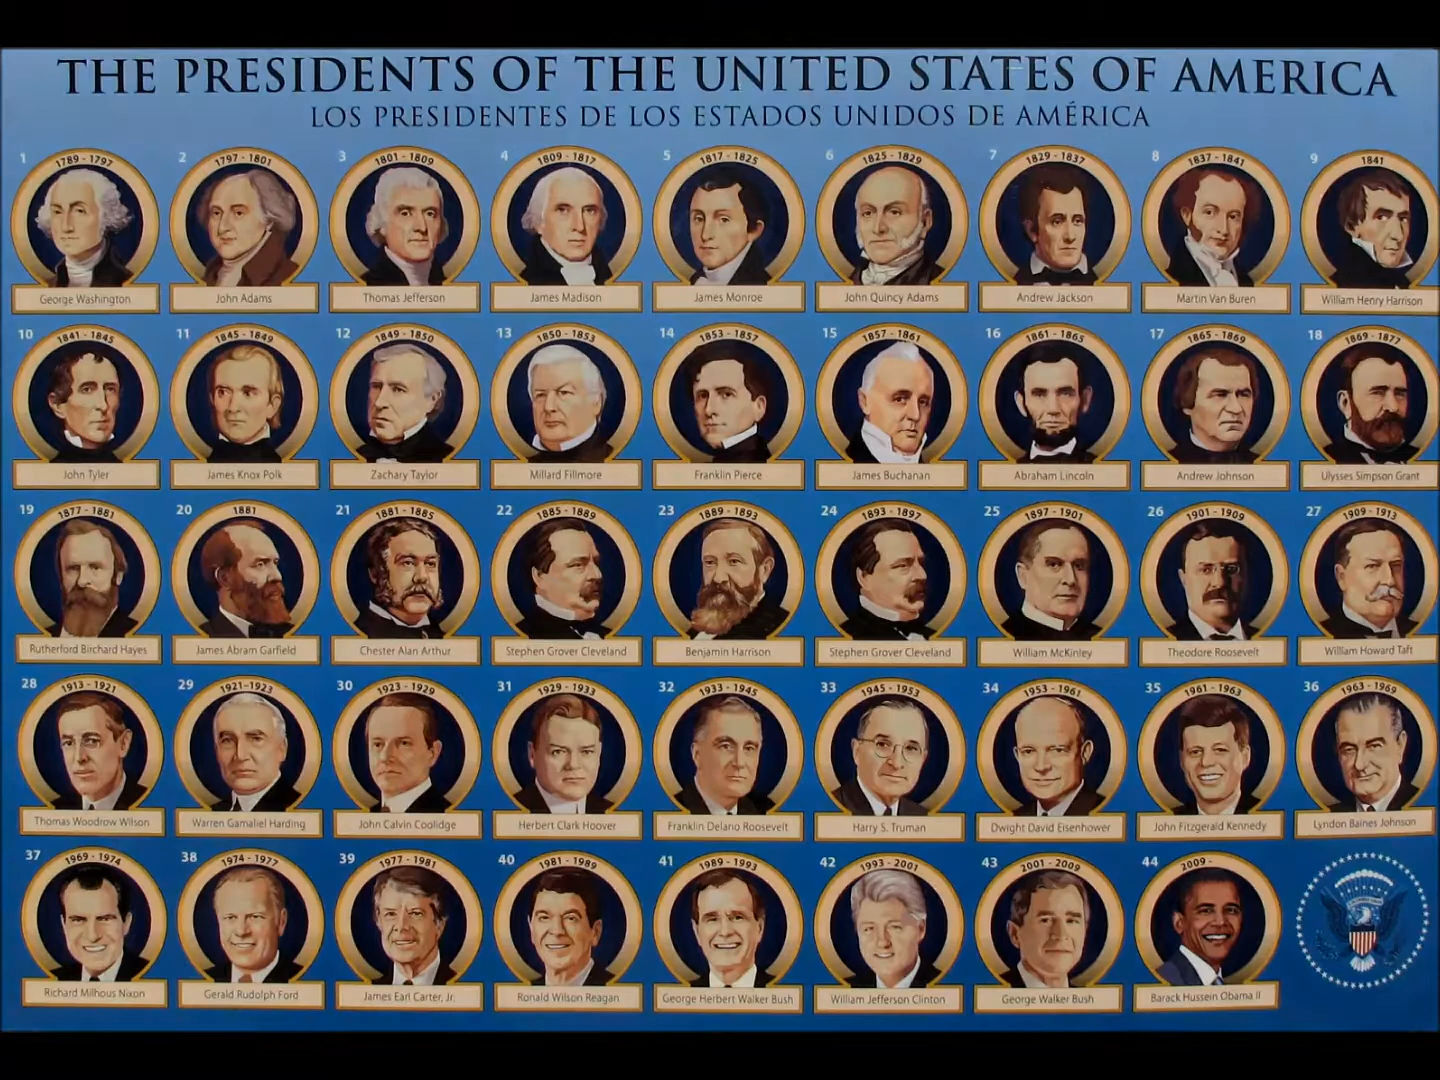 THE PRESIDENTS OF THE UNITED STATES OF AMERICA
LOS PRESIDENTES DE LOS ESTADOS UNIDOS DE AMÉRICA
1 1789 - 1797 2 1797 - 1801 3 1801 - 1809 4 1809 - 1817 5 1817 - 1825 6 1825 - 1829 7 1829 - 1837 8 1837 - 1841 9 1841
George Washington John Adams Thomas Jefferson James Madison James Monroe John Quincy Adams Andrew Jackson Martin Van Buren William Henry Harrison
10 1841 - 1845 11 1845 - 1849 12 1849 - 1850 13 1850 - 1853 14 1853 - 1857 15 1857 - 1861 16 1861 - 1865 17 1865 - 1869 18 1869 - 1877
John Tyler James Knox Polk Zachary Taylor Millard Fillmore Franklin Pierce James Buchanan Abraham Lincoln Andrew Johnson Ulysses Simpson Grant
19 1877 - 1881 20 1881 21 1881 - 1885 22 1885 - 1889 23 1889 - 1893 24 1893 - 1897 25 1897 - 1901 26 1901 - 1909 27 1909 - 1913
Rutherford Birchard Hayes James Abram Garfield Chester Alan Arthur Stephen Grover Cleveland Benjamin Harrison Stephen Grover Cleveland William McKinley Theodore Roosevelt William Howard Taft
28 1913 - 1921 29 1921-1923 30 1923 - 1929 31 1929 - 1933 32 1933 - 1945 33 1945 - 1953 34 1953 - 1961 35 1961 - 1963 36 1963 - 1969
Thomas Woodrow Wilson Warren Gamaliel Harding John Calvin Coolidge Herbert Clark Hoover Franklin Delano Roosevelt Harry S. Truman Dwight David Eisenhower John Fitzgerald Kennedy Lyndon Baines Johnson
37 1969 - 1974 38 1974 - 1977 39 1977 - 1981 40 1981 - 1989 41 1989 - 1993 42 1993 - 2001 43 2001 - 2009 44 2009 -
Richard Milhous Nixon Gerald Rudolph Ford James Earl Carter, Jr. Ronald Wilson Reagan George Herbert Walker Bush William Jefferson Clinton George Walker Bush Barack Hussein Obama II